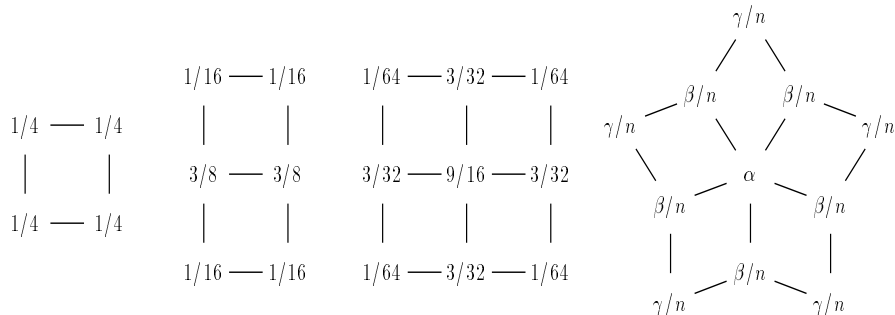 1/4 1/4
1/4 1/4
1/16 1/16
3/8 3/8
1/16 1/16
1/64 3/32 1/64
3/32 9/16 3/32
1/64 3/32 1/64
γ/n
β/n β/n
γ/n γ/n
α
β/n β/n
β/n
γ/n γ/n